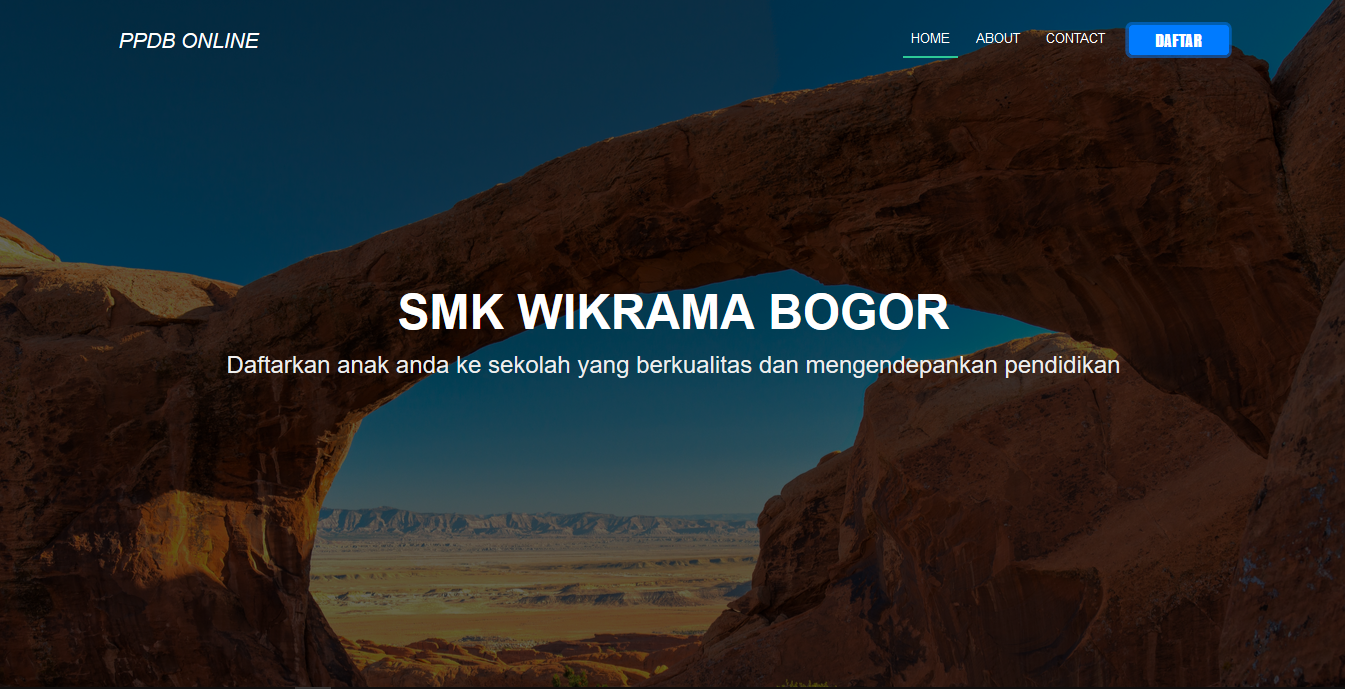 PPDB ONLINE
HOME ABOUT CONTACT DAFTAR
SMK WIKRAMA BOGOR
Daftarkan anak anda ke sekolah yang berkualitas dan mengendepankan pendidikan